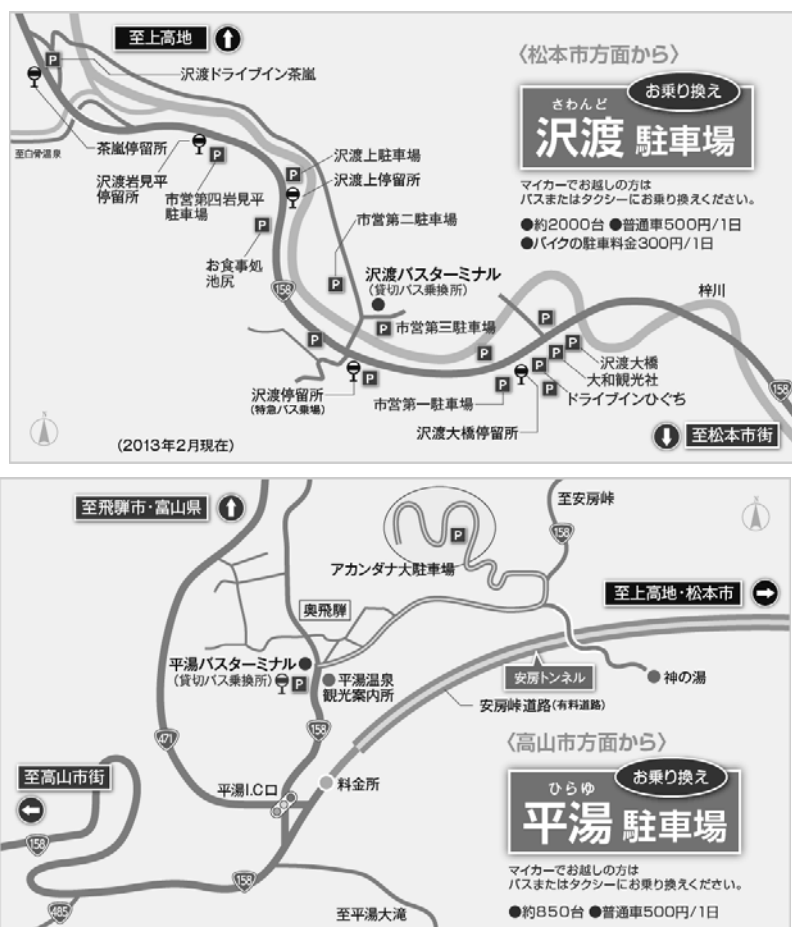 至上高地
〈松本市方面から〉
P
沢渡ドライブイン茶嵐
お乗り換え
さわんど
沢渡 駐車場
茶嵐停留所
至白骨温泉
P
沢渡岩見平
停留所
市営第四岩見平
駐車場
P
沢渡上駐車場
沢渡上停留所
マイカーでお越しの方は
バスまたはタクシーにお乗り換えください。
●約2000台 ●普通車500円/1日
●バイクの駐車料金300円/1日
P
市営第二駐車場
お食事処
池尻
P
沢渡バスターミナル
(貸切バス乗換所)
158
梓川
P
市営第三駐車場
P
P
P
P
沢渡大橋
P
大和観光社
P
ドライブインひぐち
P
P
P
158
沢渡停留所
(特急バス乗場)
P
市営第一駐車場
沢渡大橋停留所
至松本市街
N
(2013年2月現在)
至飛騨市・富山県
至安房峠
N
P
158
アカンダナ大駐車場
至上高地・松本市
奥飛騨
平湯バスターミナル
(貸切バス乗換所)
P
平湯温泉
観光案内所
安房トンネル
神の湯
安房峠道路(有料道路)
158
471
〈高山市方面から〉
至高山市街
平湯I.C口
料金所
お乗り換え
ひらゆ
平湯 駐車場
158
158
マイカーでお越しの方は
バスまたはタクシーにお乗り換えください。
485
至平湯大滝
●約850台 ●普通車500円/1日